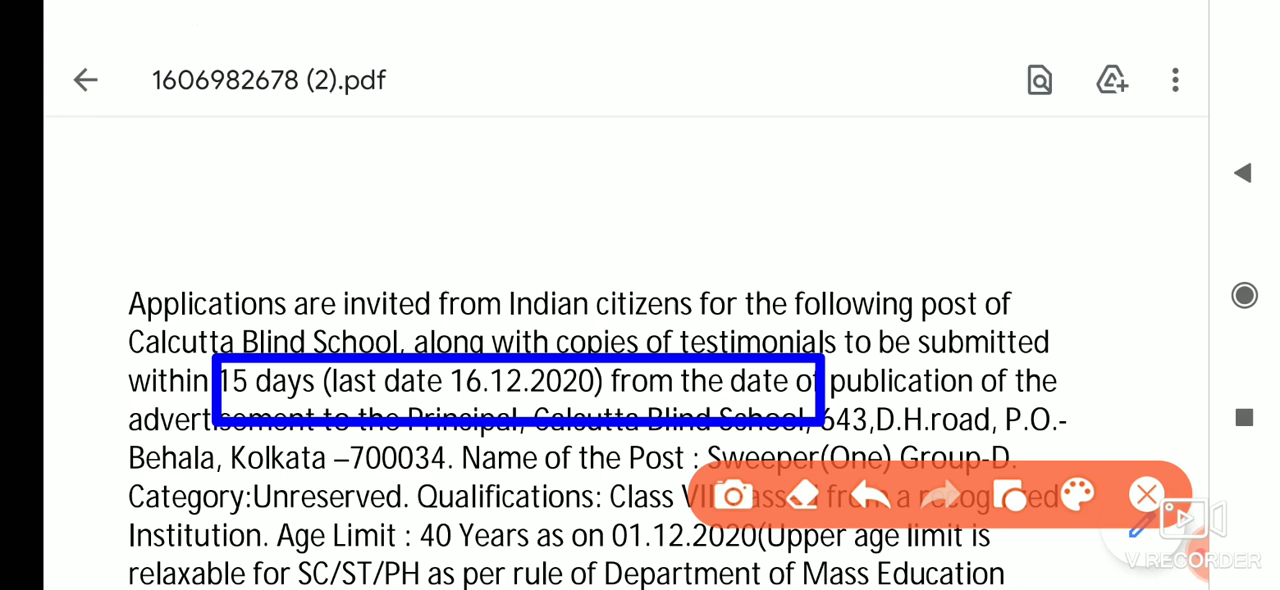 1606982678 (2).pdf
Applications are invited from Indian citizens for the following post of
Calcutta Blind School, along with copies of testimonials to be submitted
within 15 days (last date 16.12.2020) from the date of publication of the
advertisement to the Principal, Calcutta Blind School, 643,D.H.road, P.O.-
Behala, Kolkata –700034. Name of the Post : Sweeper(One) Group-D.
Category:Unreserved. Qualifications: Class from a recognized
Institution. Age Limit : 40 Years as on 01.12.2020(Upper age limit is
relaxable for SC/ST/PH as per rule of Department of Mass Education
V RECORDER